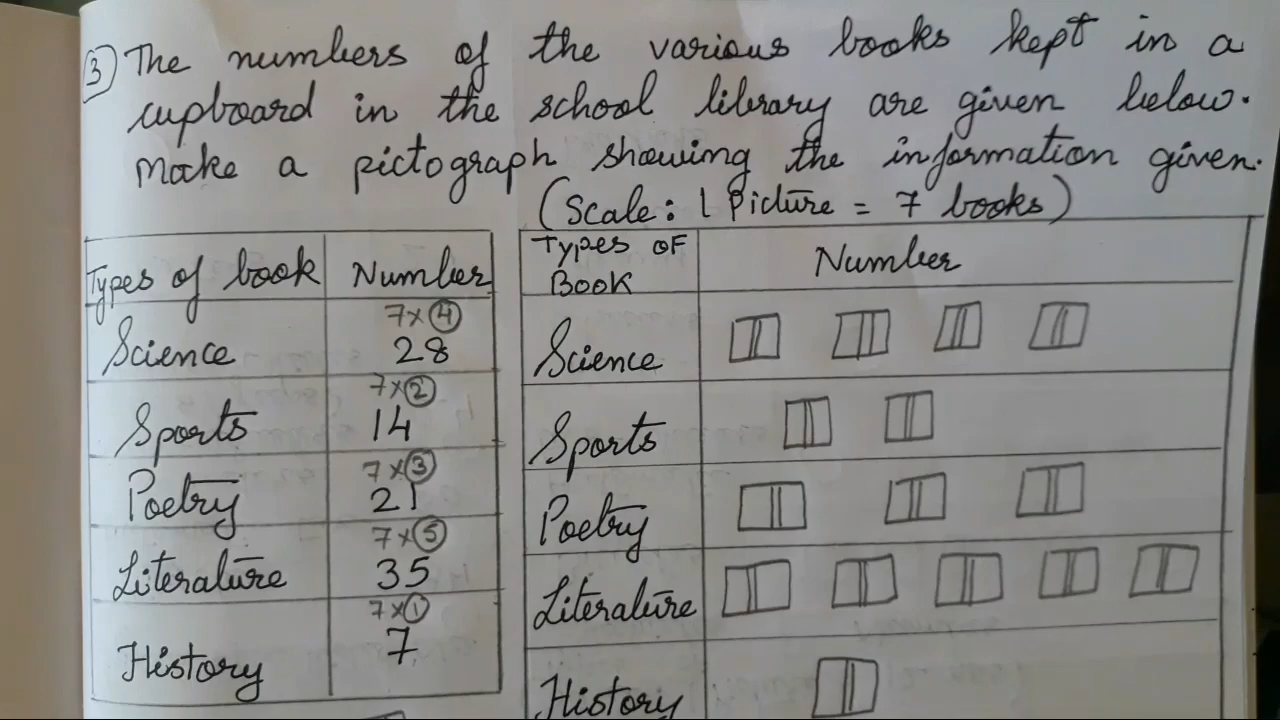 ③ The numbers of the various books kept in a
cupboard in the school library are given below.
Make a pictograph showing the information given.
(Scale: 1 Picture = 7 books)
Types of book Number
Science 7×④ 28
Sports 7×② 14
Poetry 7×③ 21
Literature 7×⑤ 35
History 7×① 7
Types of Book Number
Science
Sports
Poetry
Literature
History